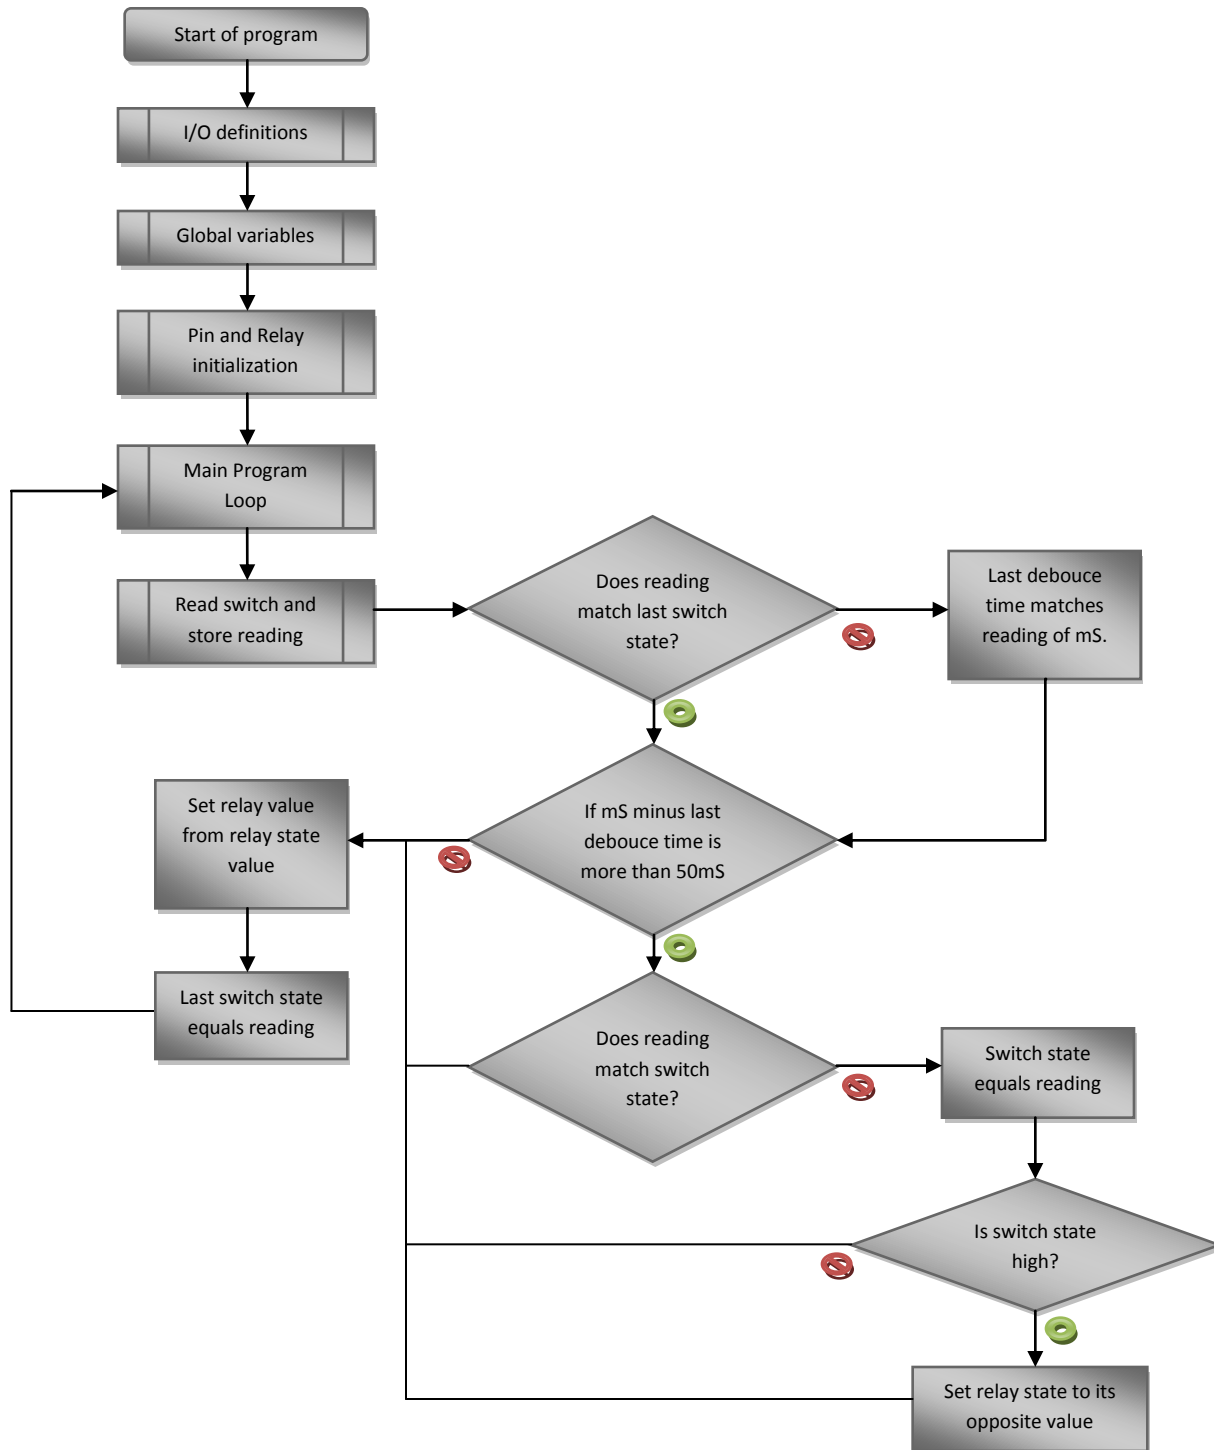 Start of program
I/O definitions
Global variables
Pin and Relay
initialization
Main Program
Loop
Read switch and
store reading
Does reading
match last switch
state?
Last debouce
time matches
reading of mS.
If mS minus last
debouce time is
more than 50mS
Set relay value
from relay state
value
Last switch state
equals reading
Does reading
match switch
state?
Switch state
equals reading
Is switch state
high?
Set relay state to its
opposite value